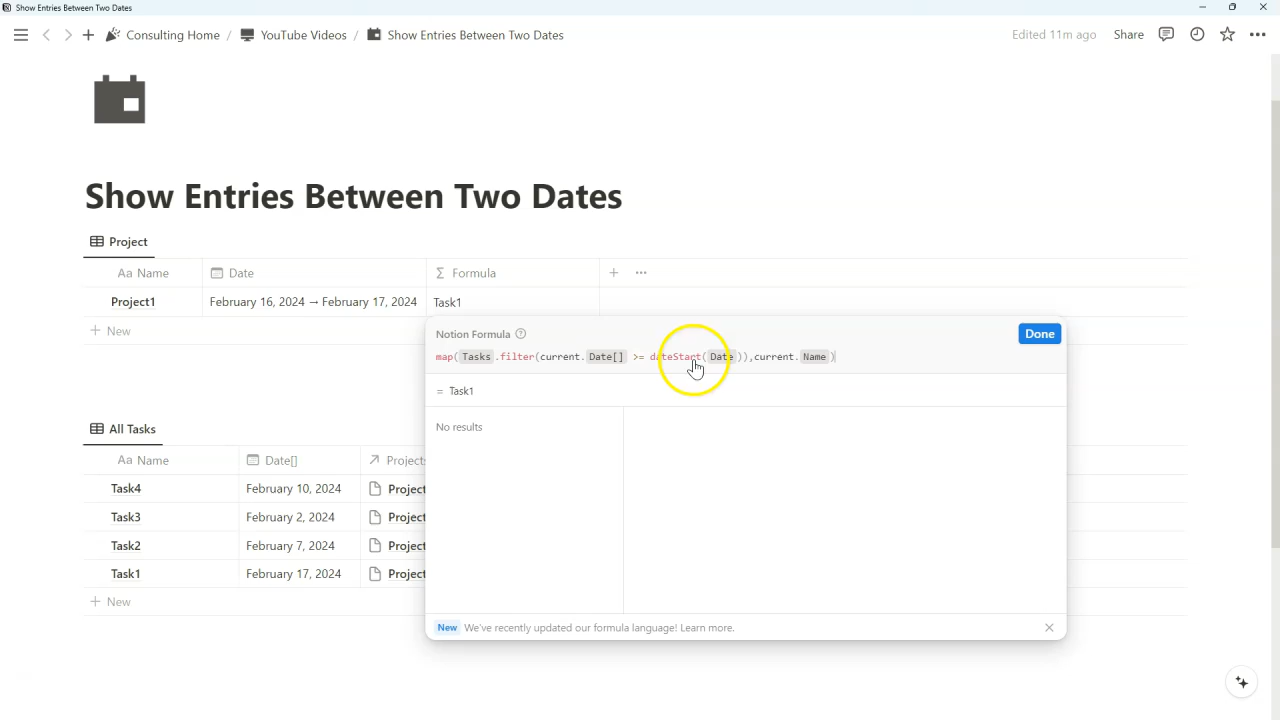 Show Entries Between Two Dates
Consulting Home / YouTube Videos / Show Entries Between Two Dates
Edited 11m ago Share
Show Entries Between Two Dates
Project
Aa Name Date Σ Formula
Project1 February 16, 2024 → February 17, 2024 Task1
+ New
Notion Formula
Done
map( Tasks .filter(current. Date[] >= dateStart( Date )),current. Name )
= Task1
No results
All Tasks
Aa Name Date[] Projects
Task4 February 10, 2024 Project
Task3 February 2, 2024 Project
Task2 February 7, 2024 Project
Task1 February 17, 2024 Project
+ New
New We've recently updated our formula language! Learn more.